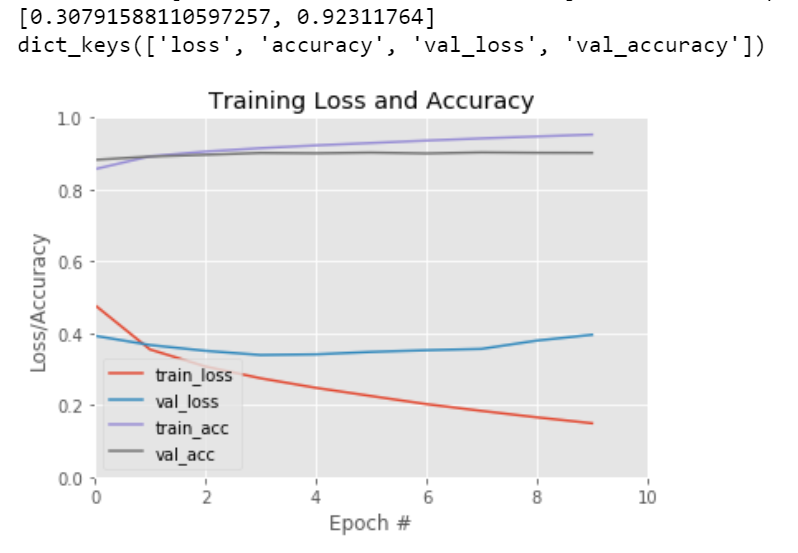 [0.30791588110597257, 0.92311764]
dict_keys(['loss', 'accuracy', 'val_loss', 'val_accuracy'])
Training Loss and Accuracy
1.0
0.8
0.6
0.4
0.2
0.0
Loss/Accuracy
train_loss
val_loss
train_acc
val_acc
0 2 4 6 8 10
Epoch #